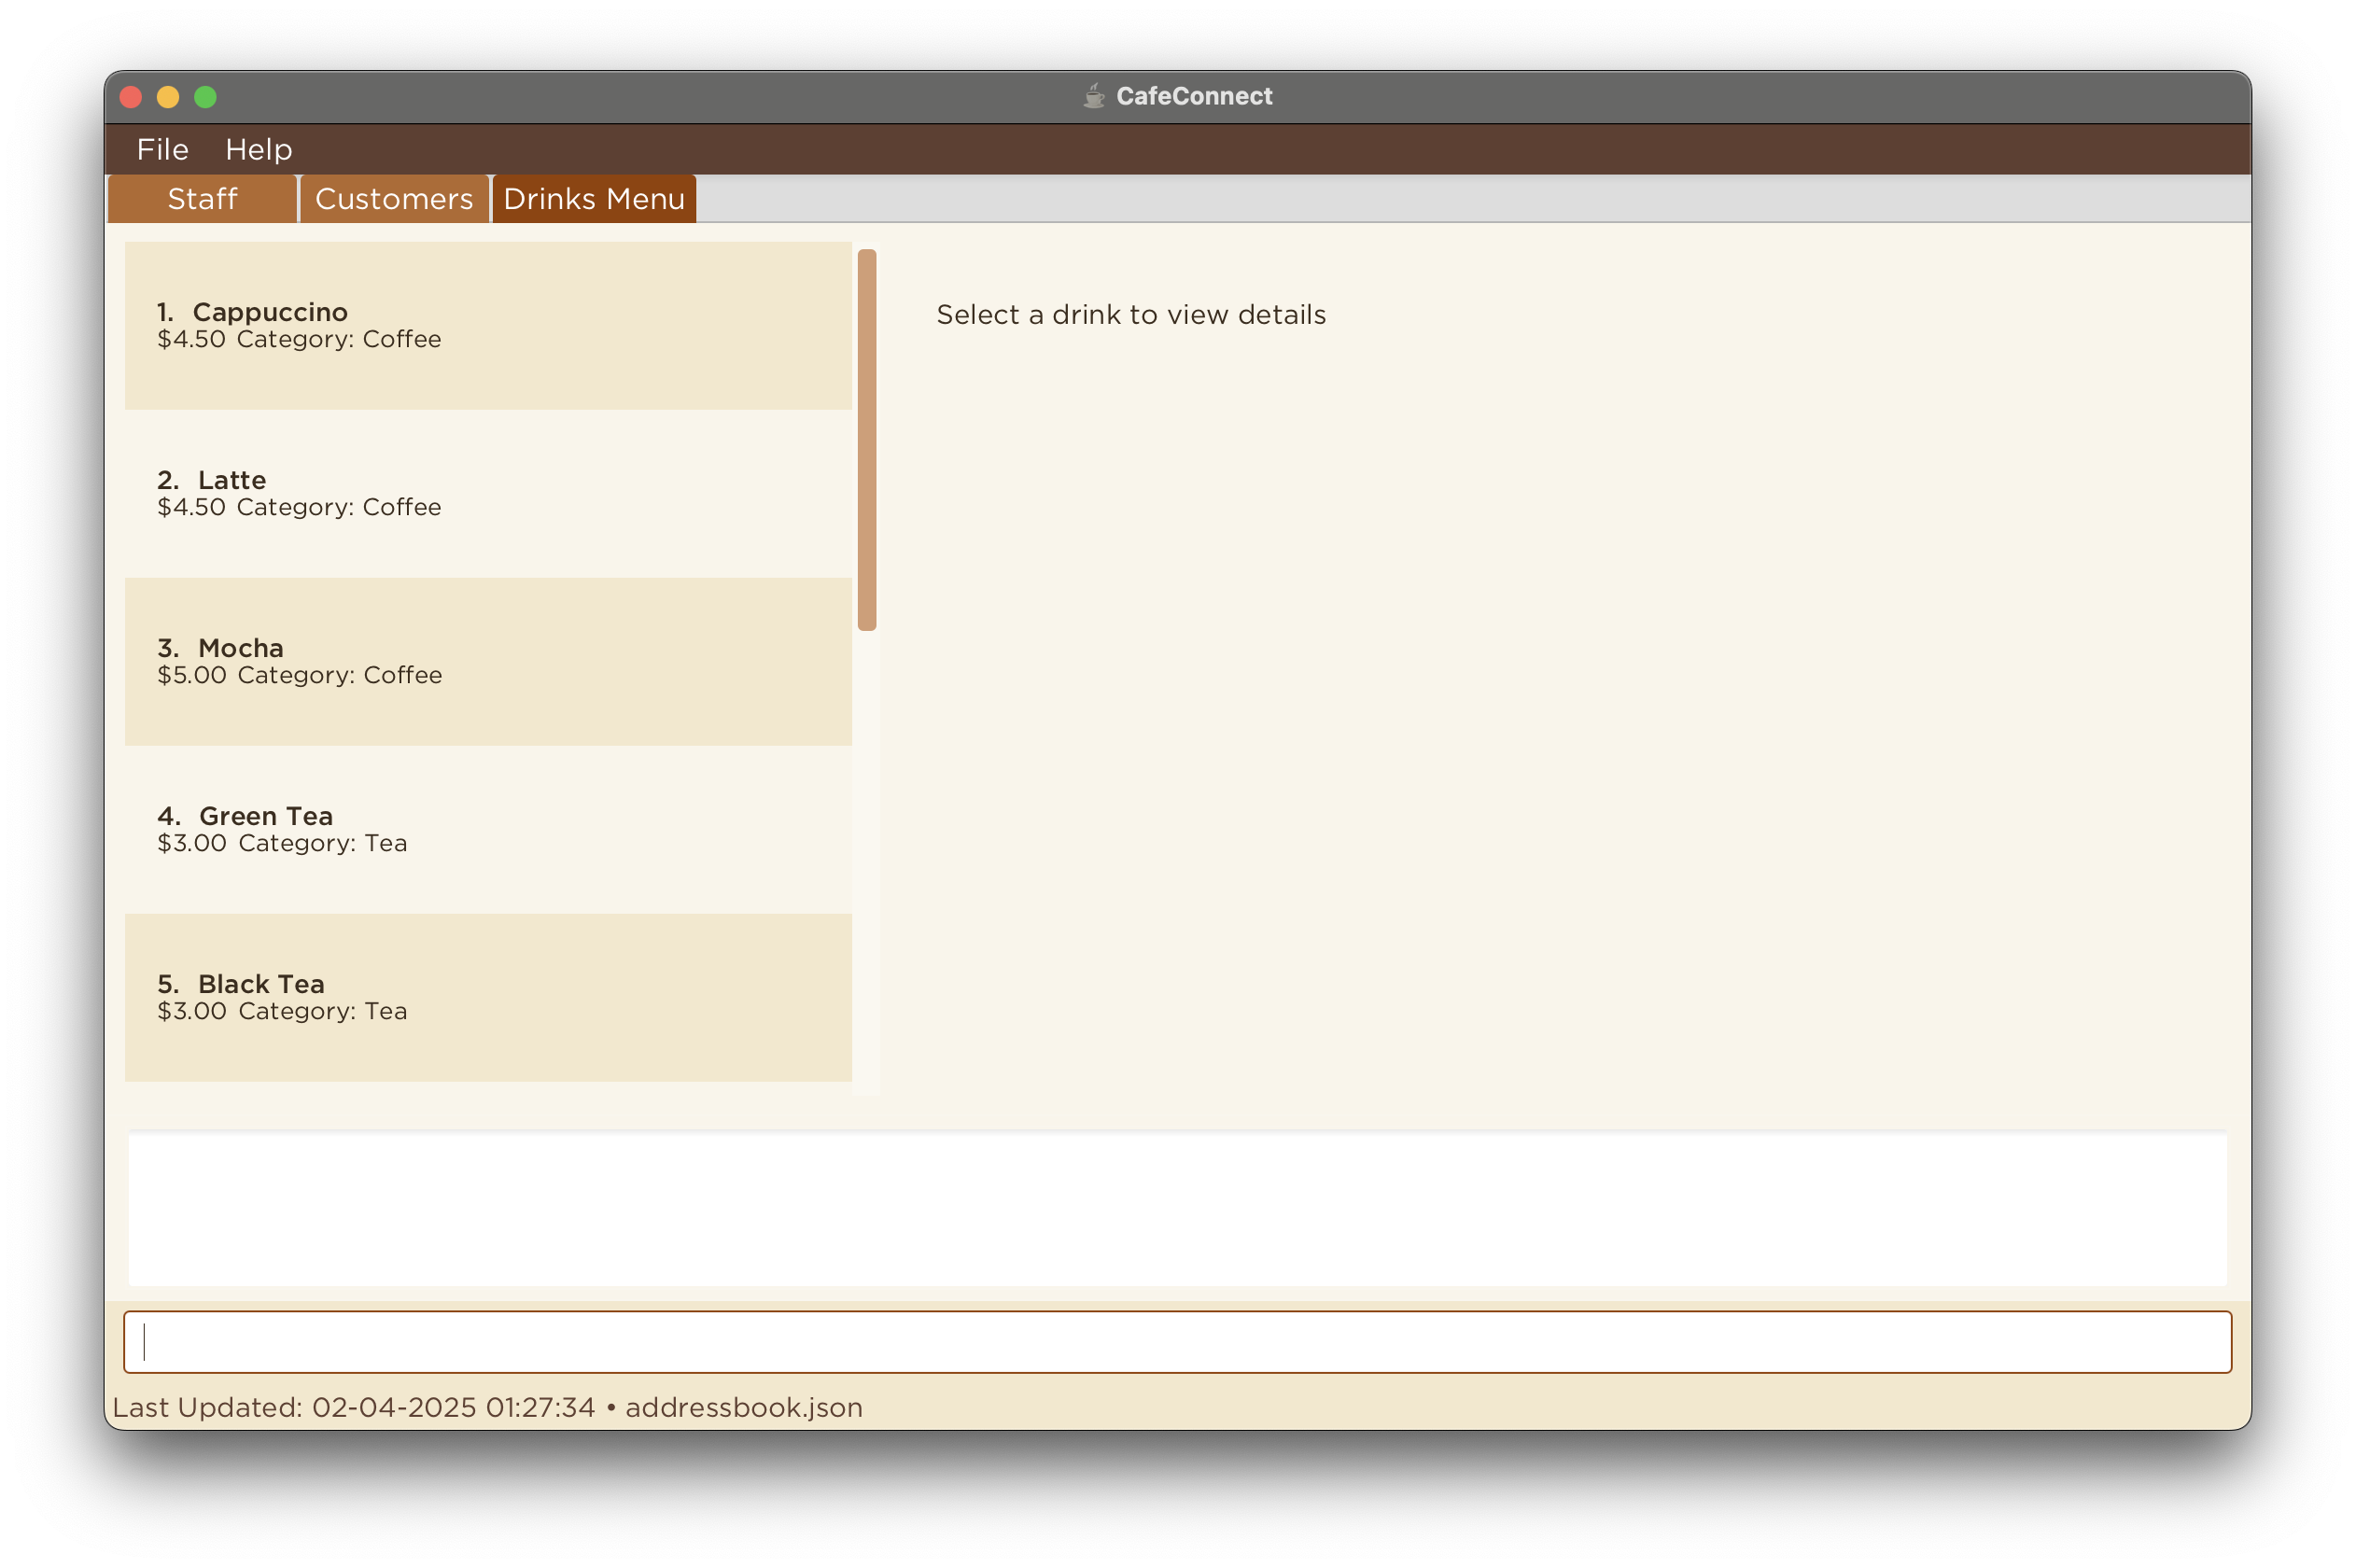 CafeConnect
File Help
Staff Customers Drinks Menu
1. Cappuccino
$4.50 Category: Coffee
2. Latte
$4.50 Category: Coffee
3. Mocha
$5.00 Category: Coffee
4. Green Tea
$3.00 Category: Tea
5. Black Tea
$3.00 Category: Tea
Select a drink to view details
Last Updated: 02-04-2025 01:27:34 • addressbook.json